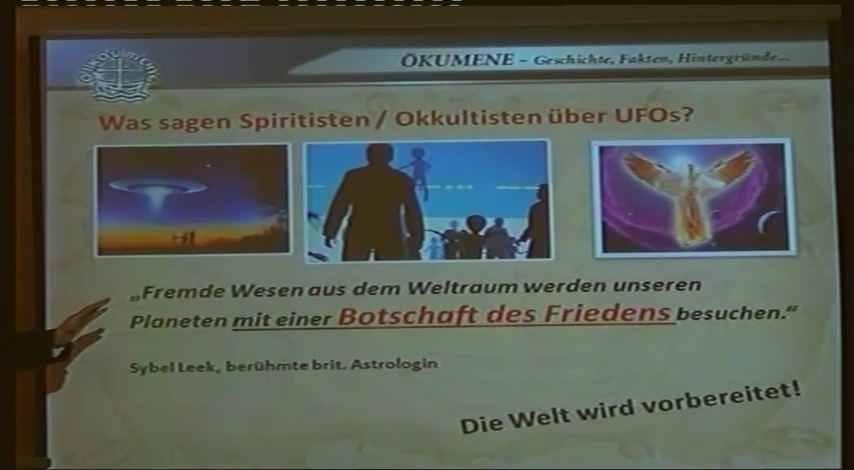 ÖKUMENE - Geschichte, Fakten, Hintergründe...
Was sagen Spiritisten / Okkultisten über UFOs?
„Fremde Wesen aus dem Weltraum werden unseren
Planeten mit einer Botschaft des Friedens besuchen.“
Sybel Leek, berühmte brit. Astrologin
Die Welt wird vorbereitet!